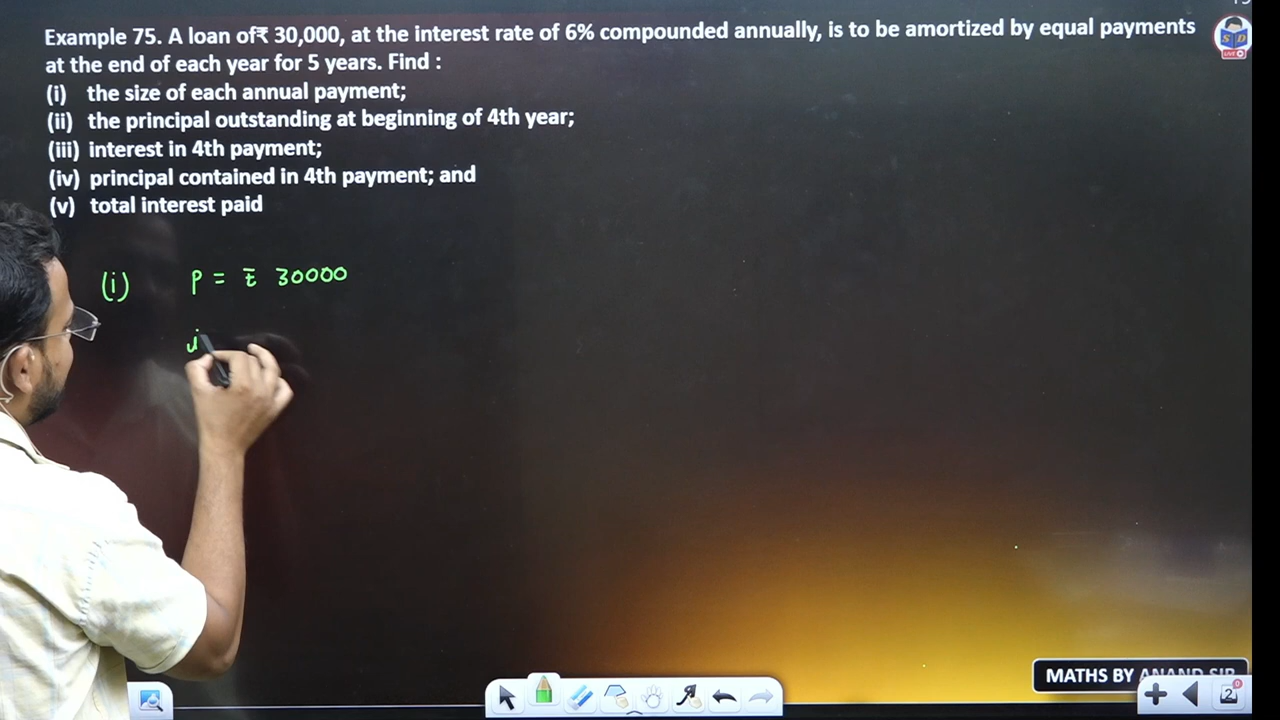 Example 75. A loan of₹ 30,000, at the interest rate of 6% compounded annually, is to be amortized by equal payments
at the end of each year for 5 years. Find :
(i) the size of each annual payment;
(ii) the principal outstanding at beginning of 4th year;
(iii) interest in 4th payment;
(iv) principal contained in 4th payment; and
(v) total interest paid
(i) P = ₹ 30000
i
MATHS BY ANAND SIR
2